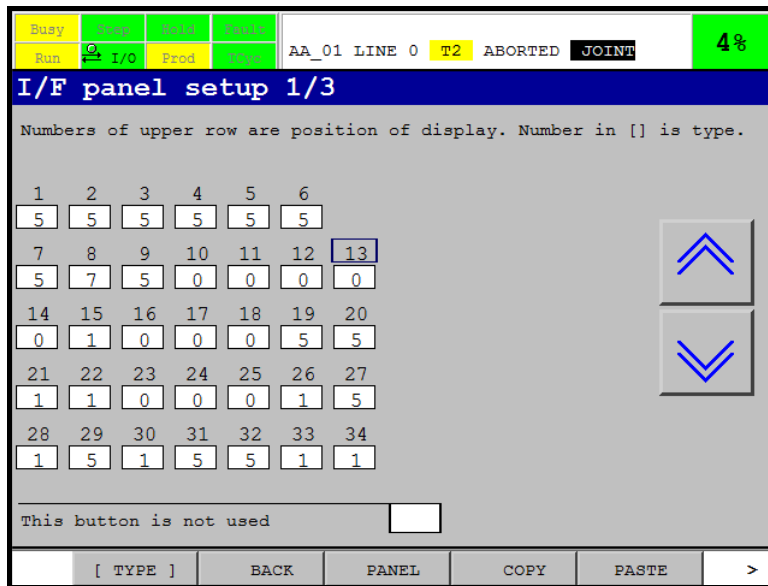 Busy Step Hold Fault
Run I/O Prod TCyc
AA_01 LINE 0 T2 ABORTED JOINT
4%
I/F panel setup 1/3
Numbers of upper row are position of display. Number in [] is type.
1 2 3 4 5 6
5 5 5 5 5 5
7 8 9 10 11 12 13
5 7 5 0 0 0 0
14 15 16 17 18 19 20
0 1 0 0 0 5 5
21 22 23 24 25 26 27
1 1 0 0 0 1 5
28 29 30 31 32 33 34
1 5 1 5 5 1 1
This button is not used
[ TYPE ] BACK PANEL COPY PASTE >